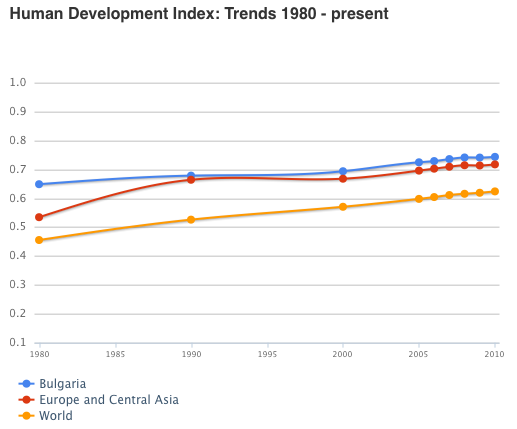 Human Development Index: Trends 1980 - present
1.0
0.9
0.8
0.7
0.6
0.5
0.4
0.3
0.2
0.1
1980 1985 1990 1995 2000 2005 2010
Bulgaria
Europe and Central Asia
World